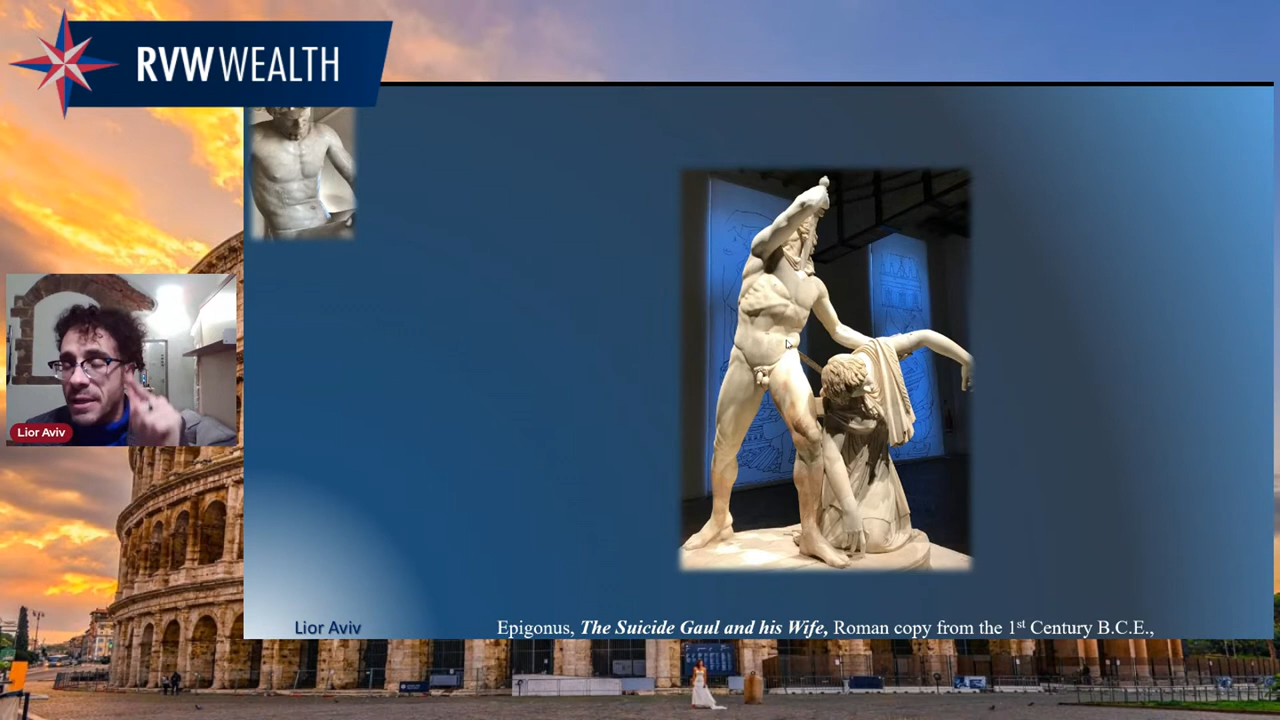 RVW WEALTH
Lior Aviv
Lior Aviv
Epigonus, The Suicide Gaul and his Wife, Roman copy from the 1st Century B.C.E.,